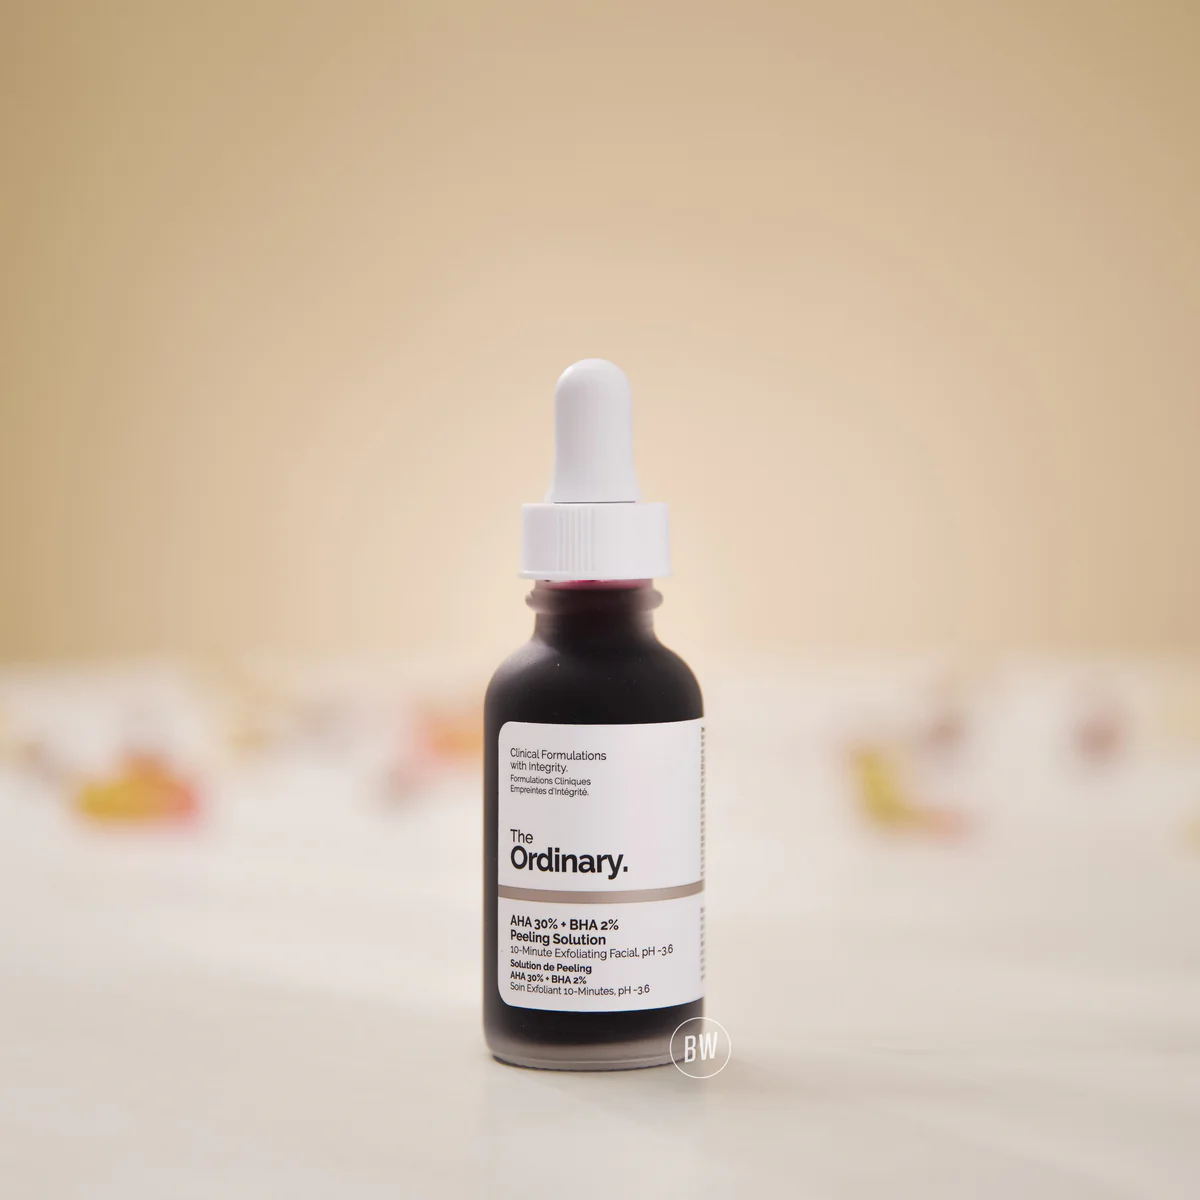 Clinical Formulations
with Integrity.
Formulations Cliniques
Empreintes d'Intégrité.
The
Ordinary.
AHA 30% + BHA 2%
Peeling Solution
10-Minute Exfoliating Facial, pH ~3.6
Solution de Peeling
AHA 30% + BHA 2%
Soin Exfoliant 10-Minutes, pH ~3.6
BW